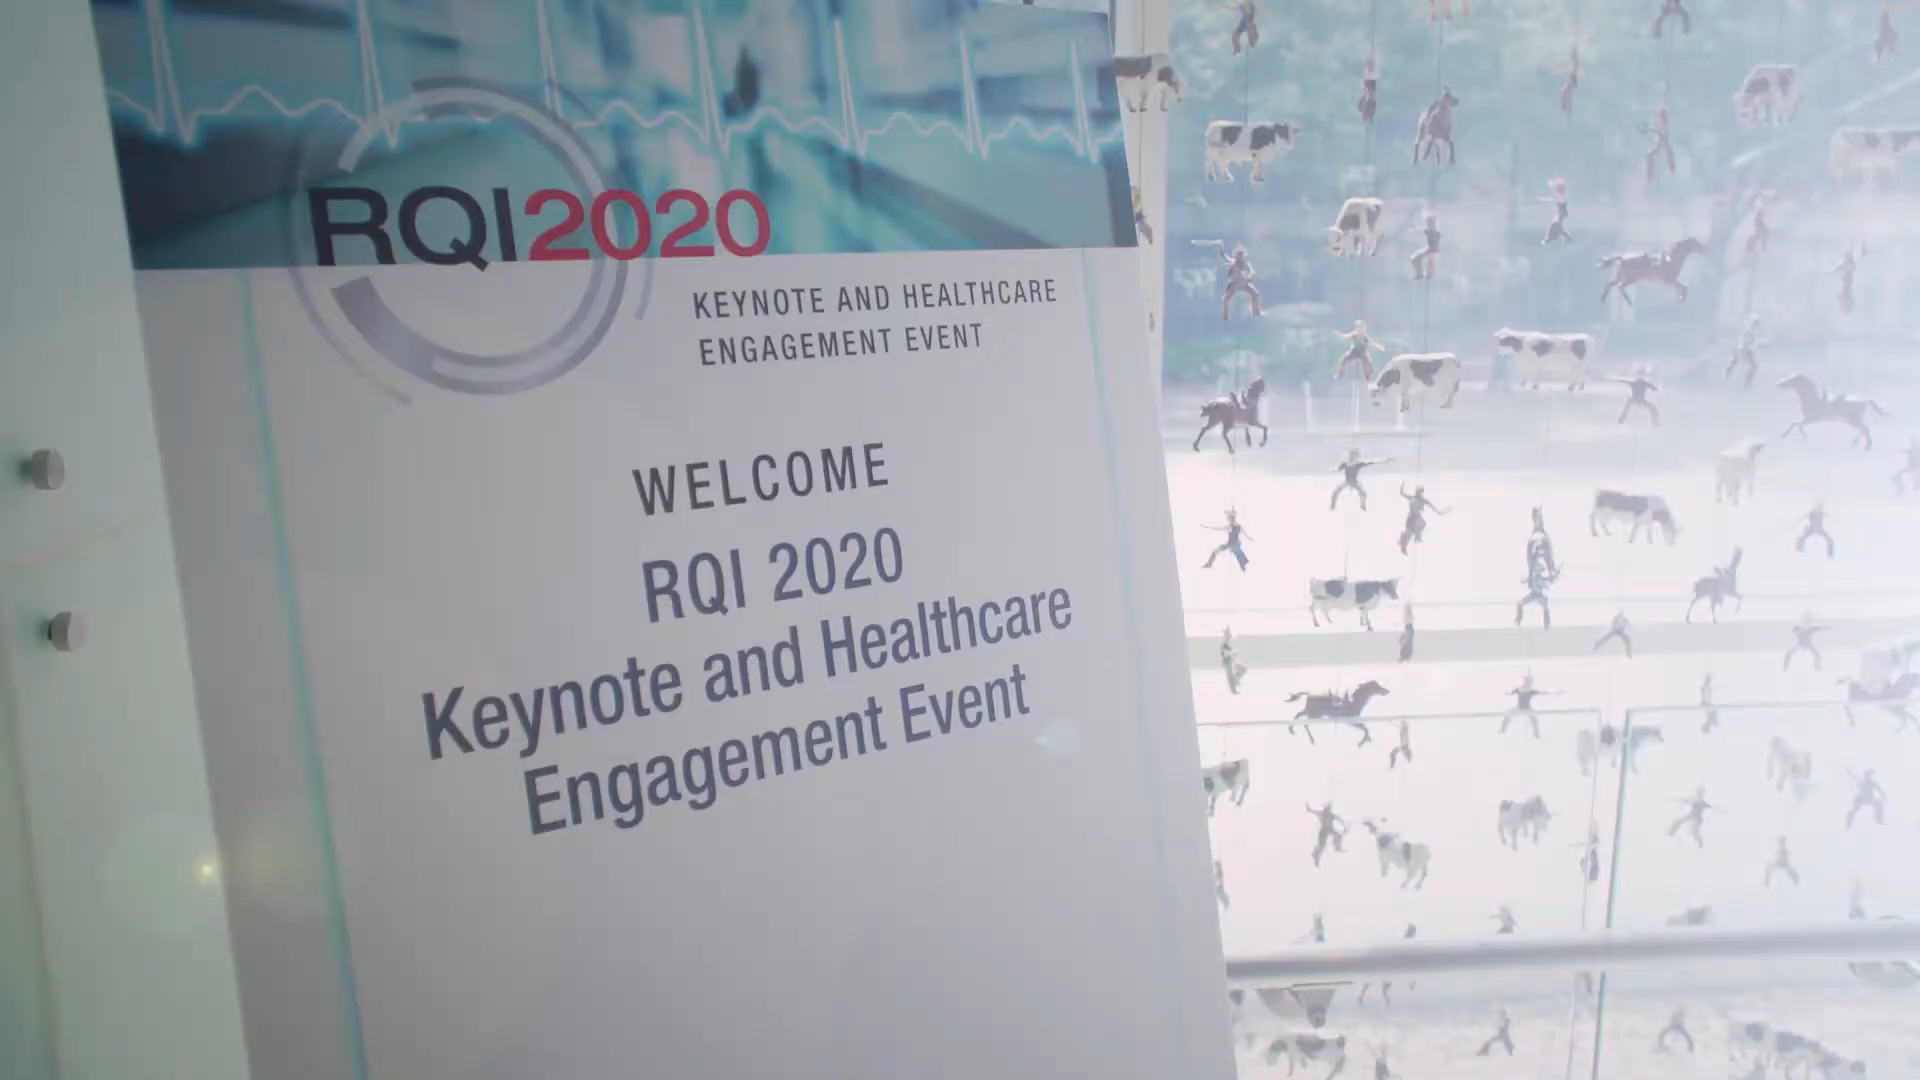 RQI2020
KEYNOTE AND HEALTHCARE
ENGAGEMENT EVENT
WELCOME
RQI 2020
Keynote and Healthcare
Engagement Event